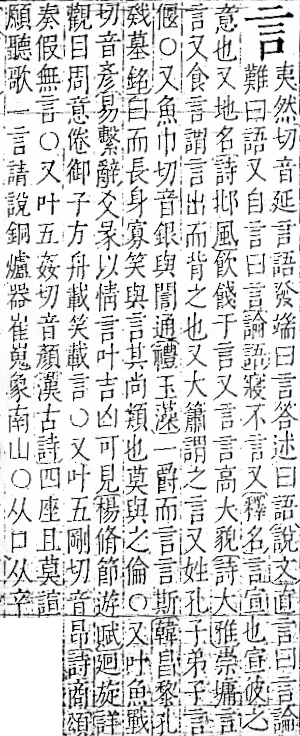 言
夷然切音延言語發端曰言答述曰語說文直言曰言論
難曰語又自言曰言論語寢不言又釋名言宣也宣彼之
意也又地名詩邶風飲餞于言又言言高大貌詩大雅崇墉言
言又食言謂言出而背之也又大簫謂之言又姓孔子弟子言
偃○又魚巾切音銀與誾通禮玉藻一爵而言言斯韓昌黎孔
戣墓銘白而長身寡笑與言其尚類也莫與之倫○又叶魚戰
切音彥易繫辭爻彖以情言叶吉凶可見楊脩節遊賦迴旋詳
觀目周意倦御子方舟載笑載言○又叶五剛切音昂詩商頌
奏假無言○又叶五姦切音顏漢古詩四座且莫諠
願聽歌一言請說銅爐器崔嵬象南山○从口从辛